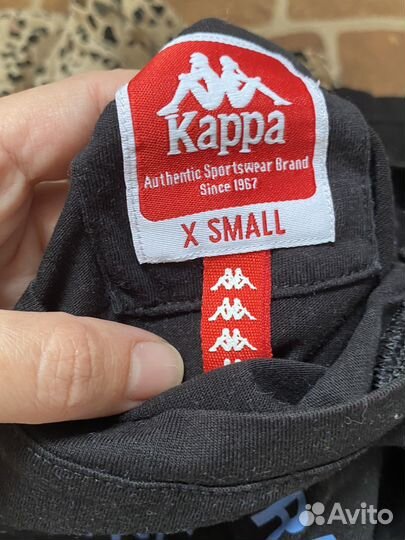 Kappa
Authentic Sportswear Brand
Since 1967
X SMALL
R
Avito